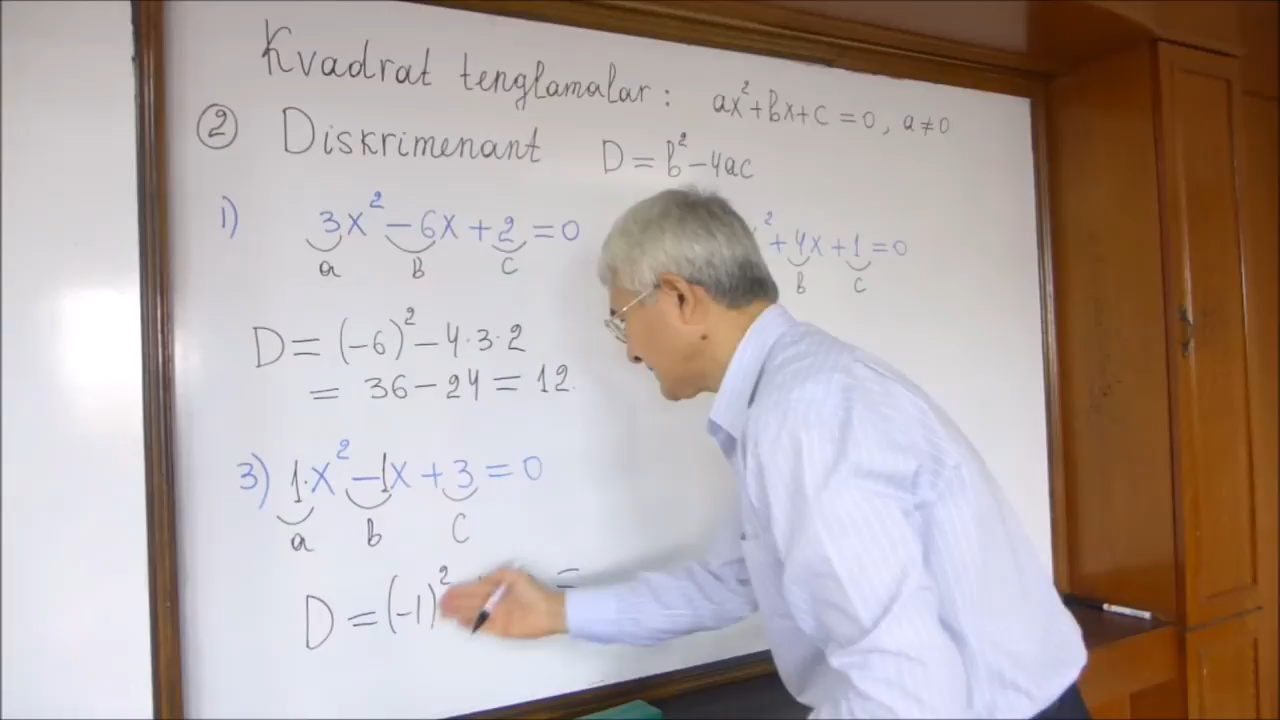 Kvadrat tenglamalar: ax²+bx+c=0, a≠0
② Diskrimenant D=b²-4ac
1) 3x²-6x+2=0
a B C
² +4x+1=0
B C
D=(-6)²-4·3·2
= 36-24=12.
3) 1·x²-1x+3=0
a b C
D=(-1)² =